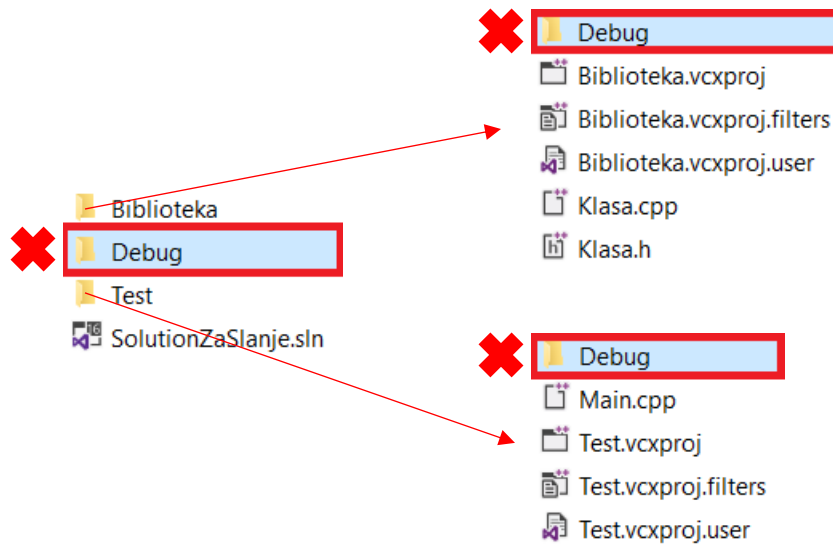 Biblioteka
Debug
Test
SolutionZaSlanje.sln
Debug
Biblioteka.vcxproj
Biblioteka.vcxproj.filters
Biblioteka.vcxproj.user
Klasa.cpp
Klasa.h
Debug
Main.cpp
Test.vcxproj
Test.vcxproj.filters
Test.vcxproj.user